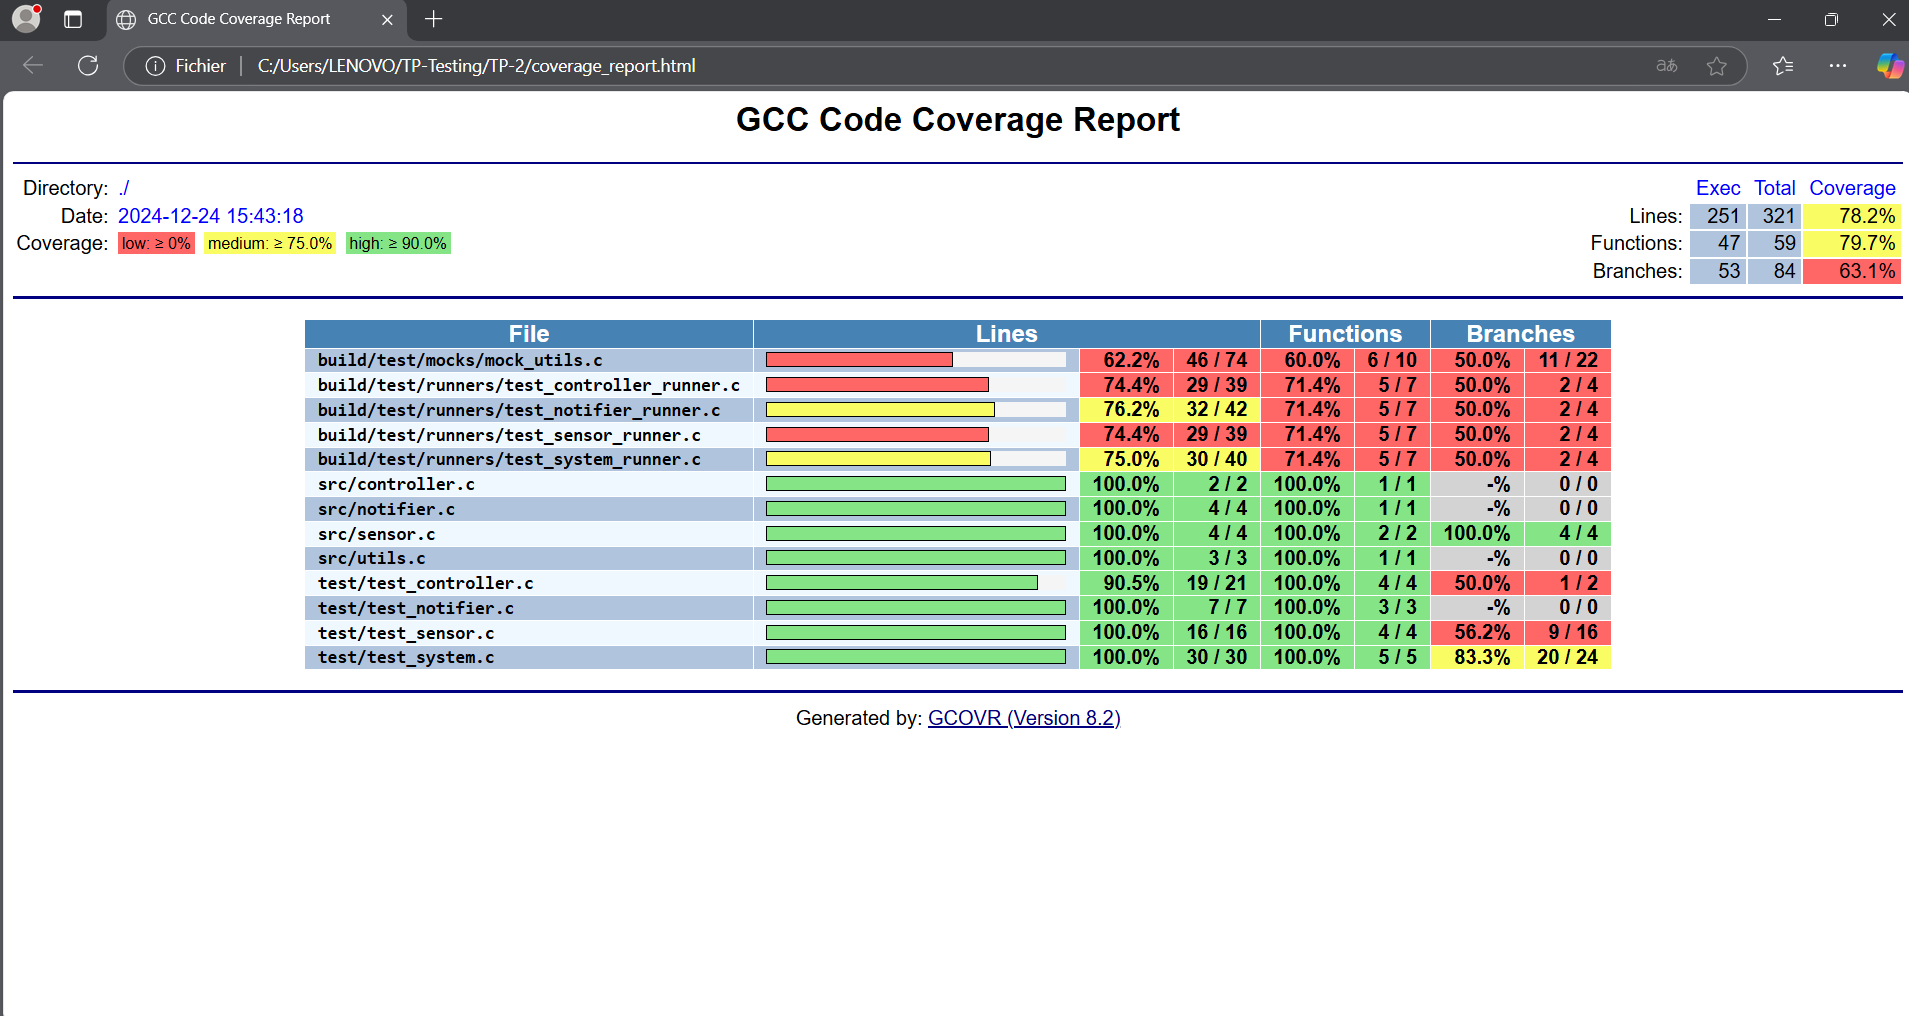 GCC Code Coverage Report
Fichier | C:/Users/LENOVO/TP-Testing/TP-2/coverage_report.html
aあ
GCC Code Coverage Report
Directory: ./
Date: 2024-12-24 15:43:18
Coverage: low: ≥ 0% medium: ≥ 75.0% high: ≥ 90.0%
Exec Total Coverage
Lines: 251 321 78.2%
Functions: 47 59 79.7%
Branches: 53 84 63.1%
File Lines Functions Branches
build/test/mocks/mock_utils.c 62.2% 46 / 74 60.0% 6 / 10 50.0% 11 / 22
build/test/runners/test_controller_runner.c 74.4% 29 / 39 71.4% 5 / 7 50.0% 2 / 4
build/test/runners/test_notifier_runner.c 76.2% 32 / 42 71.4% 5 / 7 50.0% 2 / 4
build/test/runners/test_sensor_runner.c 74.4% 29 / 39 71.4% 5 / 7 50.0% 2 / 4
build/test/runners/test_system_runner.c 75.0% 30 / 40 71.4% 5 / 7 50.0% 2 / 4
src/controller.c 100.0% 2 / 2 100.0% 1 / 1 -% 0 / 0
src/notifier.c 100.0% 4 / 4 100.0% 1 / 1 -% 0 / 0
src/sensor.c 100.0% 4 / 4 100.0% 2 / 2 100.0% 4 / 4
src/utils.c 100.0% 3 / 3 100.0% 1 / 1 -% 0 / 0
test/test_controller.c 90.5% 19 / 21 100.0% 4 / 4 50.0% 1 / 2
test/test_notifier.c 100.0% 7 / 7 100.0% 3 / 3 -% 0 / 0
test/test_sensor.c 100.0% 16 / 16 100.0% 4 / 4 56.2% 9 / 16
test/test_system.c 100.0% 30 / 30 100.0% 5 / 5 83.3% 20 / 24
Generated by: GCOVR (Version 8.2)